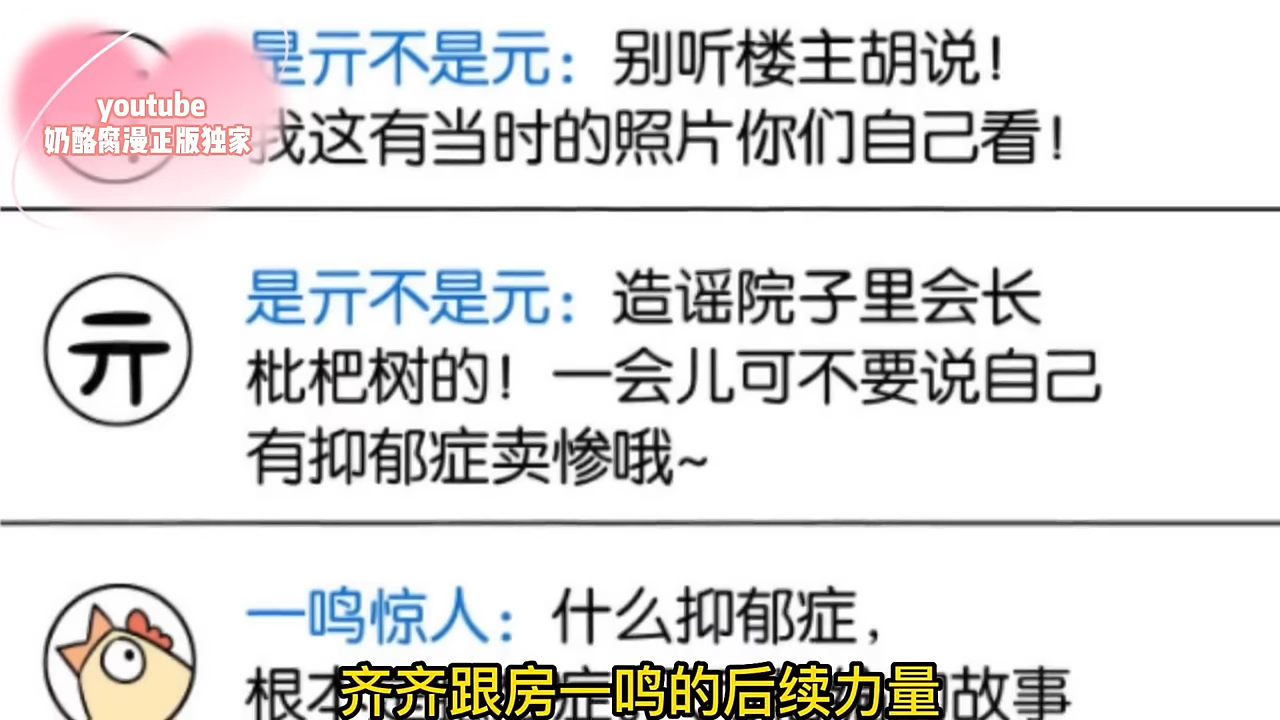 youtube
奶酪腐漫正版独家
是亓不是元：别听楼主胡说！
我这有当时的照片你们自己看！
亓
是亓不是元：造谣院子里会长
枇杷树的！一会儿可不要说自己
有抑郁症卖惨哦~
一鸣惊人：什么抑郁症，
根本
症
故事
齐齐跟房一鸣的后续力量